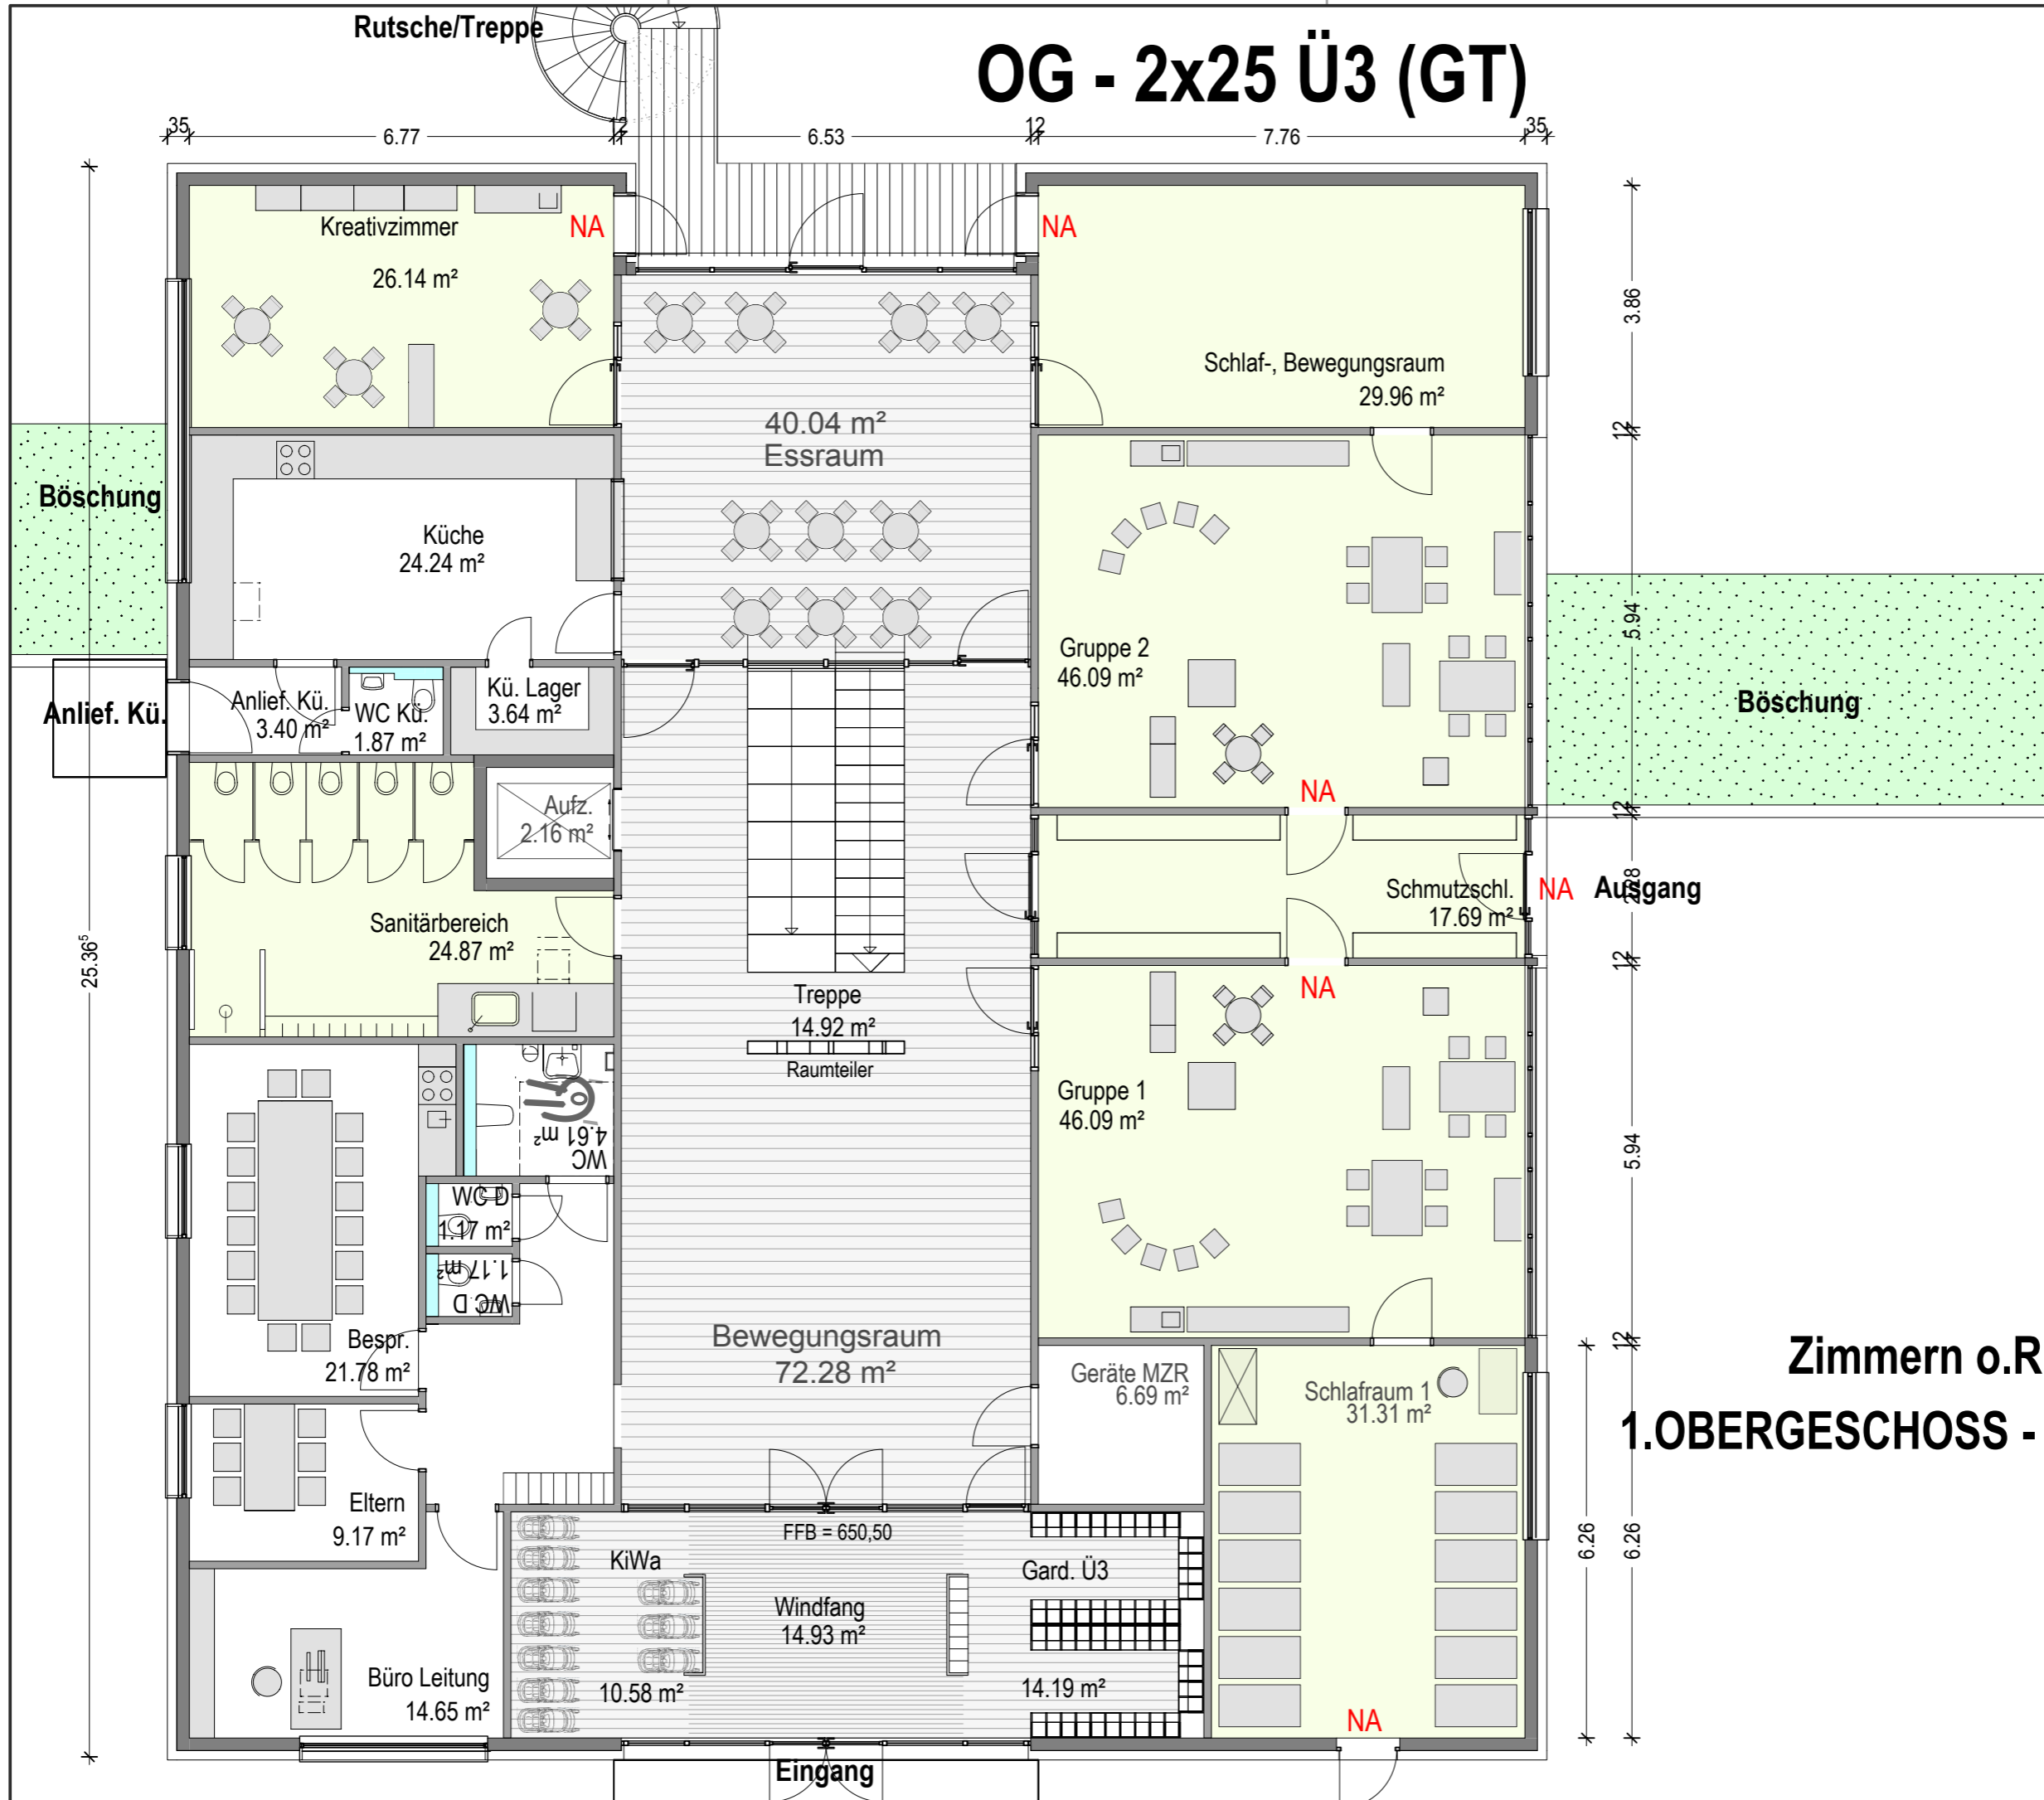 Rutsche/Treppe
OG - 2x25 Ü3 (GT)
35
6.77
12
6.53
12
7.76
35
Kreativzimmer
26.14 m²
NA
NA
3.86
Schlaf-, Bewegungsraum
29.96 m²
40.04 m²
Essraum
12
Böschung
Küche
24.24 m²
5.94
Gruppe 2
46.09 m²
Böschung
Anlief. Kü.
Anlief. Kü.
3.40 m²
WC Kü.
1.87 m²
Kü. Lager
3.64 m²
NA
Aufz.
2.16 m²
12
Schmutzschl.
17.69 m²
NA
Ausgang
2.28
Sanitärbereich
24.87 m²
25.36⁵
12
NA
Treppe
14.92 m²
Raumteiler
Gruppe 1
46.09 m²
WC
4.61 m²
5.94
WC D
1.17 m²
WC D
1.17 m²
Bespr.
21.78 m²
Bewegungsraum
72.28 m²
12
Zimmern o.R
Geräte MZR
6.69 m²
Schlafraum 1
31.31 m²
1.OBERGESCHOSS -
Eltern
9.17 m²
FFB = 650,50
KiWa
Gard. Ü3
6.26
6.26
Windfang
14.93 m²
Büro Leitung
14.65 m²
10.58 m²
14.19 m²
NA
Eingang